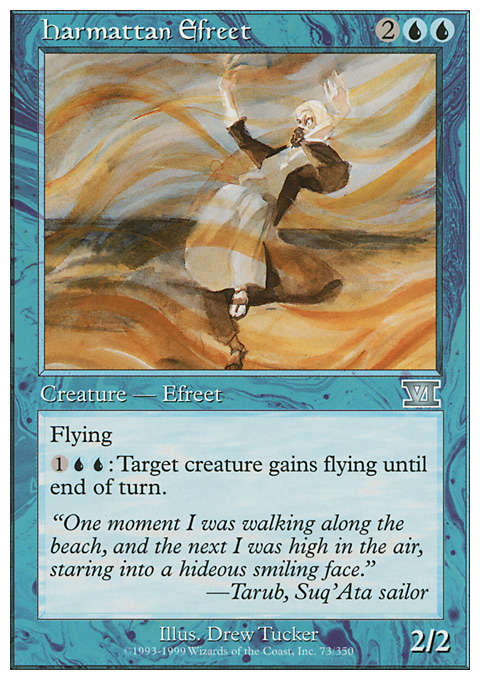 Harmattan Efreet
2
Creature — Efreet
VI
Flying
1 : Target creature gains flying until
end of turn.
“One moment I was walking along the
beach, and the next I was high in the air,
staring into a hideous smiling face.”
—Tarub, Suq’Ata sailor
Illus. Drew Tucker
2/2
©1993-1999 Wizards of the Coast, Inc. 73/350